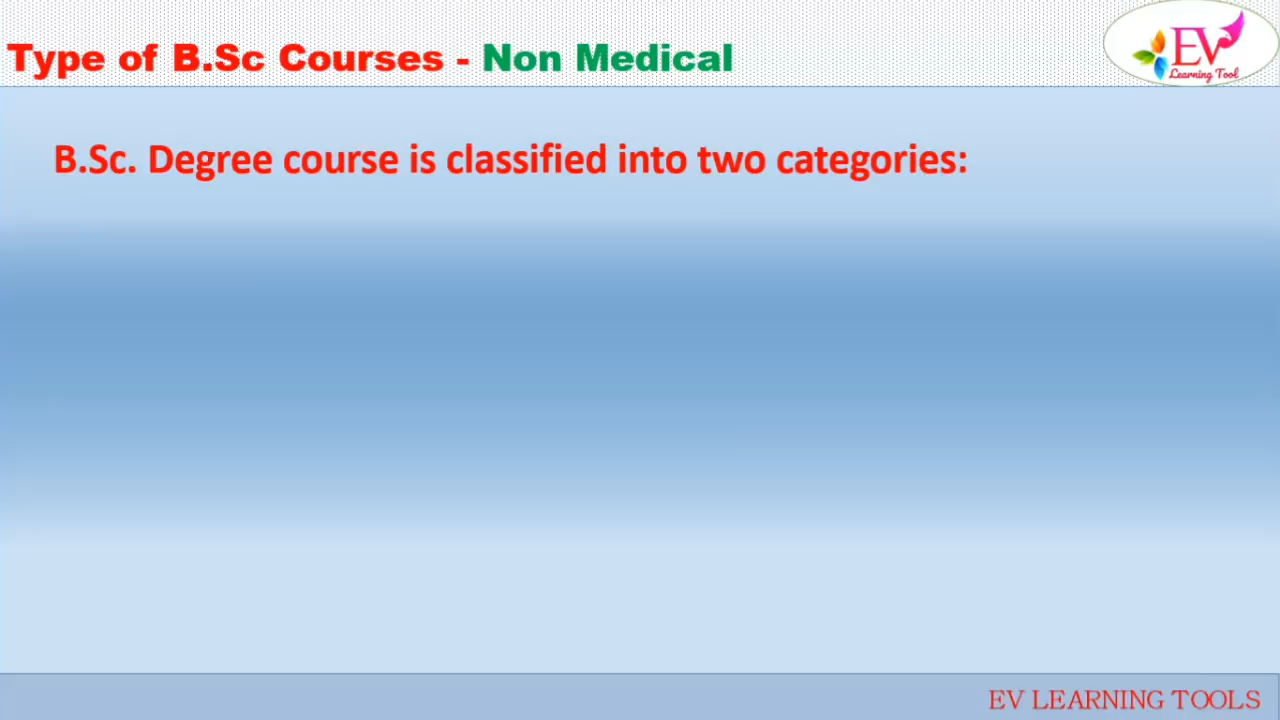 Type of B.Sc Courses - Non Medical
EV
Learning Tool
B.Sc. Degree course is classified into two categories:
EV LEARNING TOOLS